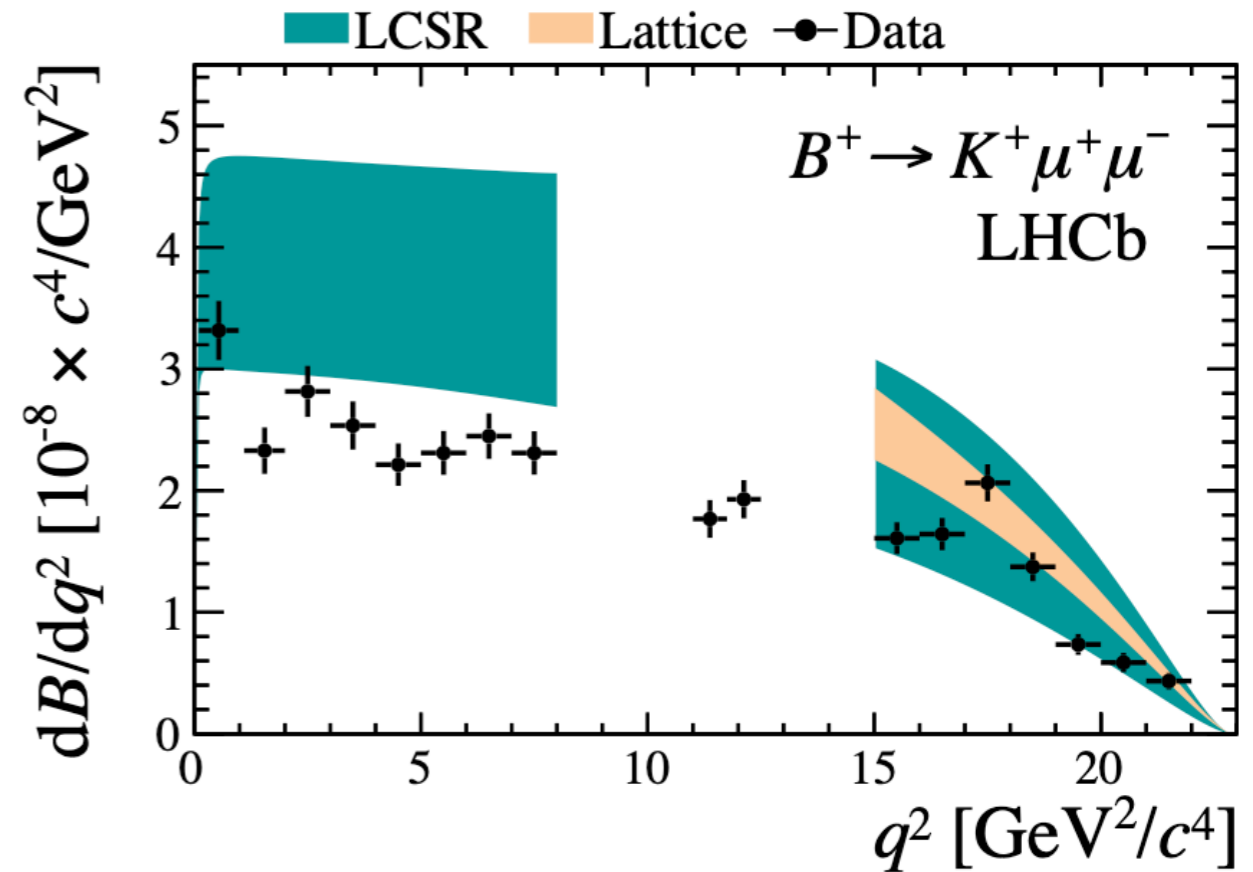 LCSR Lattice Data
dB/dq² [10⁻⁸ × c⁴/GeV²]
B⁺→ K⁺μ⁺μ⁻
LHCb
5
4
3
2
1
0
0 5 10 15 20
q² [GeV²/c⁴]